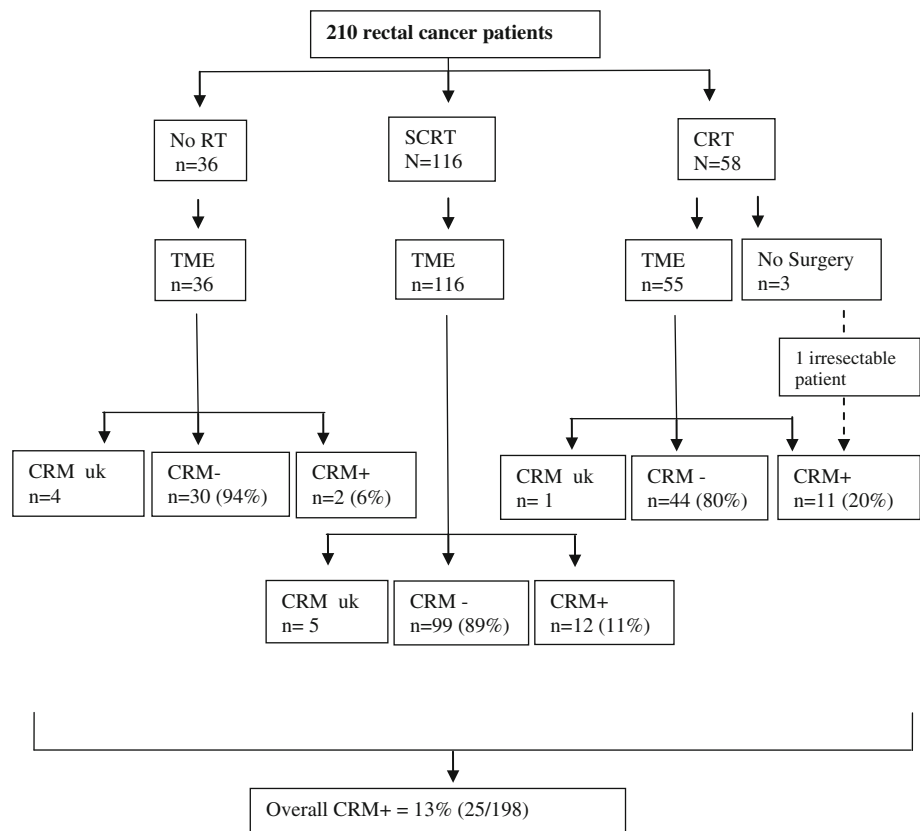 210 rectal cancer patients
No RT
n=36
SCRT
N=116
CRT
N=58
TME
n=36
TME
n=116
TME
n=55
No Surgery
n=3
1 irresectable
patient
CRM uk
n=4
CRM-
n=30 (94%)
CRM+
n=2 (6%)
CRM uk
n= 1
CRM -
n=44 (80%)
CRM+
n=11 (20%)
CRM uk
n= 5
CRM -
n=99 (89%)
CRM+
n=12 (11%)
Overall CRM+ = 13% (25/198)